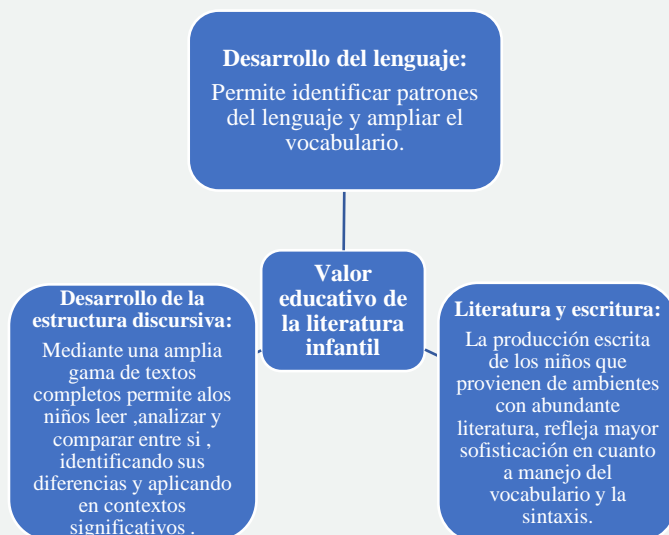 Desarrollo del lenguaje:
Permite identificar patrones
del lenguaje y ampliar el
vocabulario.
Valor
educativo de
la literatura
infantil
Desarrollo de la
estructura discursiva:
Mediante una amplia
gama de textos
completos permite alos
niños leer ,analizar y
comparar entre si ,
identificando sus
diferencias y aplicando
en contextos
significativos .
Literatura y escritura:
La producción escrita
de los niños que
provienen de ambientes
con abundante
literatura, refleja mayor
sofisticación en cuanto
a manejo del
vocabulario y la
sintaxis.